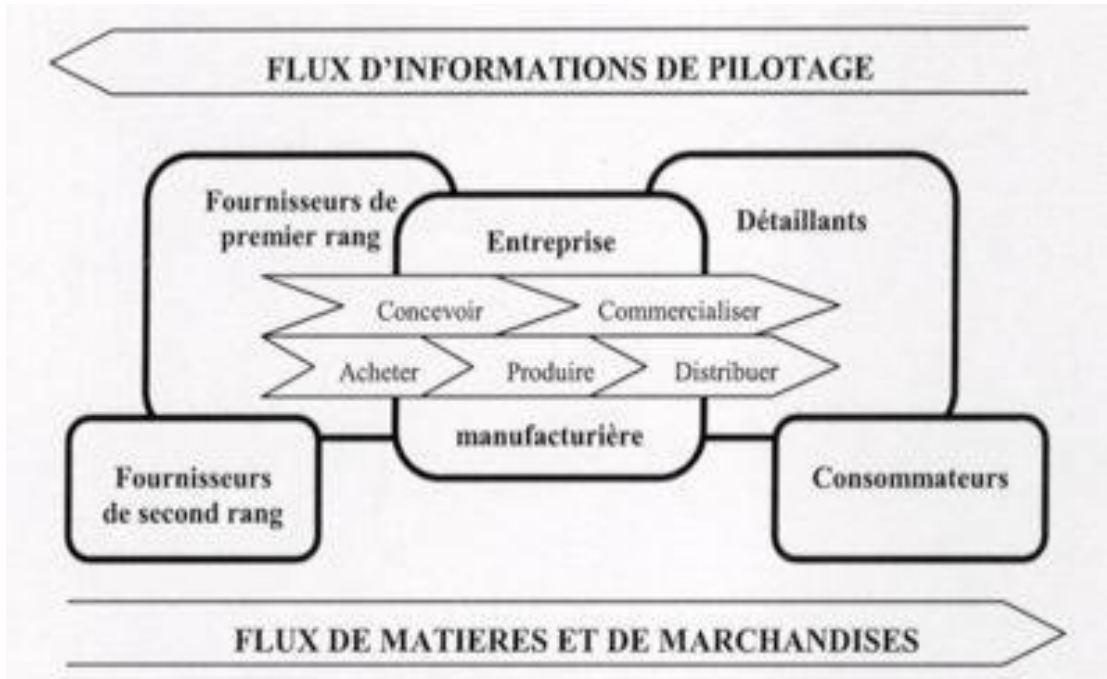 FLUX D'INFORMATIONS DE PILOTAGE
Fournisseurs de
premier rang
Entreprise
Détaillants
Concevoir
Commercialiser
Acheter
Produire
Distribuer
manufacturière
Fournisseurs
de second rang
Consommateurs
FLUX DE MATIERES ET DE MARCHANDISES